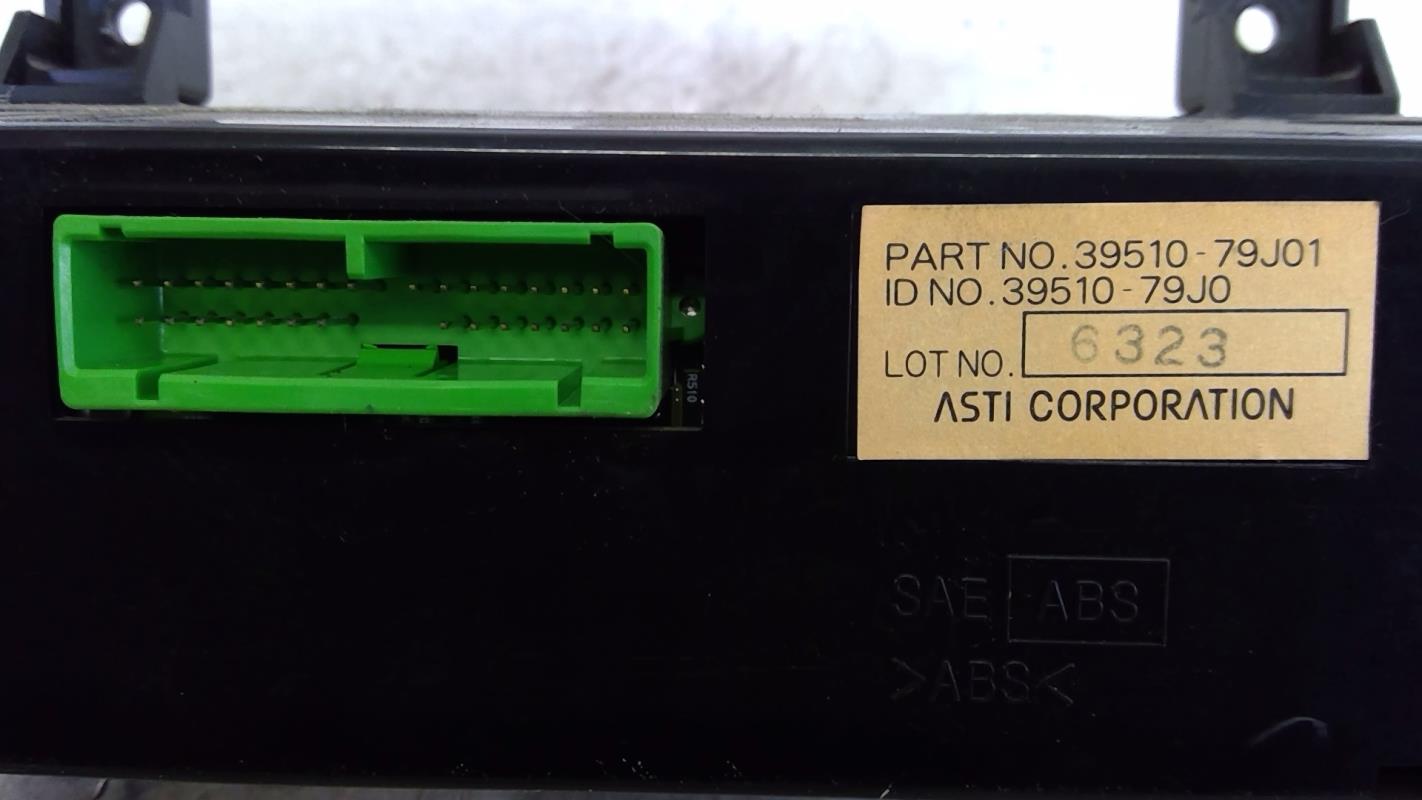 PART NO. 39510-79J01
ID NO. 39510-79J0
LOT NO. 6323
ASTI CORPORATION
R510
SAE ABS
>ABS<